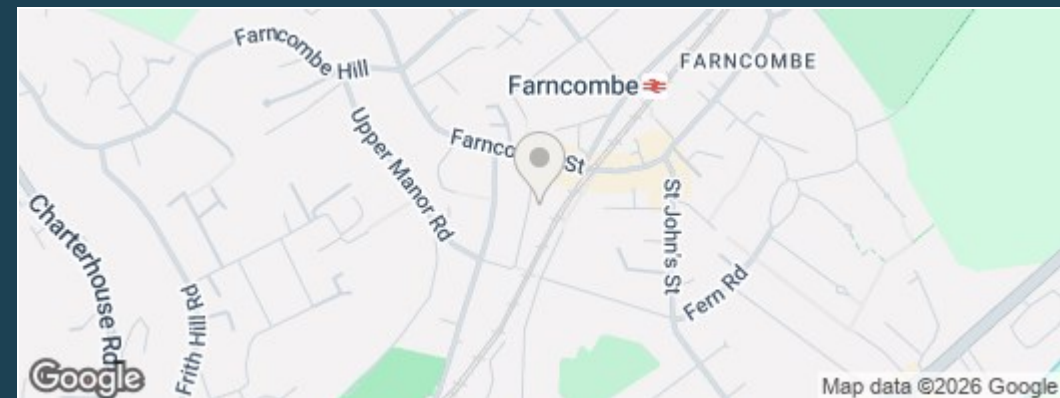 Farncombe Hill
FARNCOMBE
Farncombe
Upper Manor Rd
Farnco
St
Charterhouse Rd
Frith Hill Rd
St John's St
Fern Rd
Google
Map data ©2026 Google